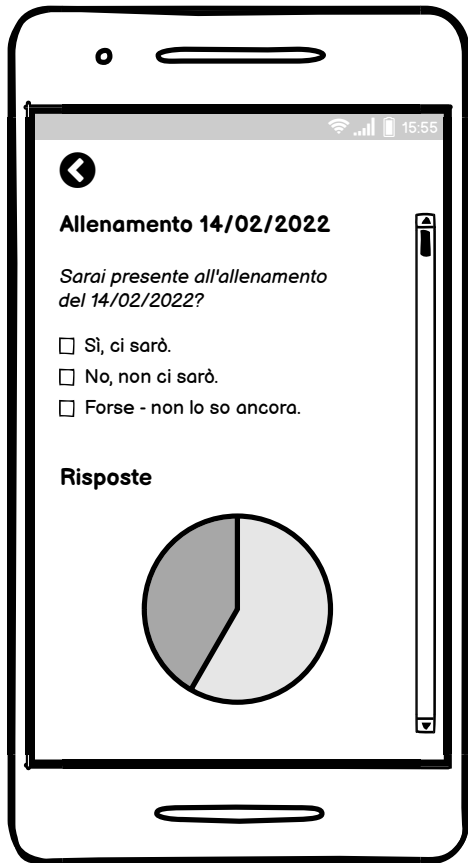 15:55
Allenamento 14/02/2022
Sarai presente all'allenamento
del 14/02/2022?
Sì, ci sarò.
No, non ci sarò.
Forse - non lo so ancora.
Risposte